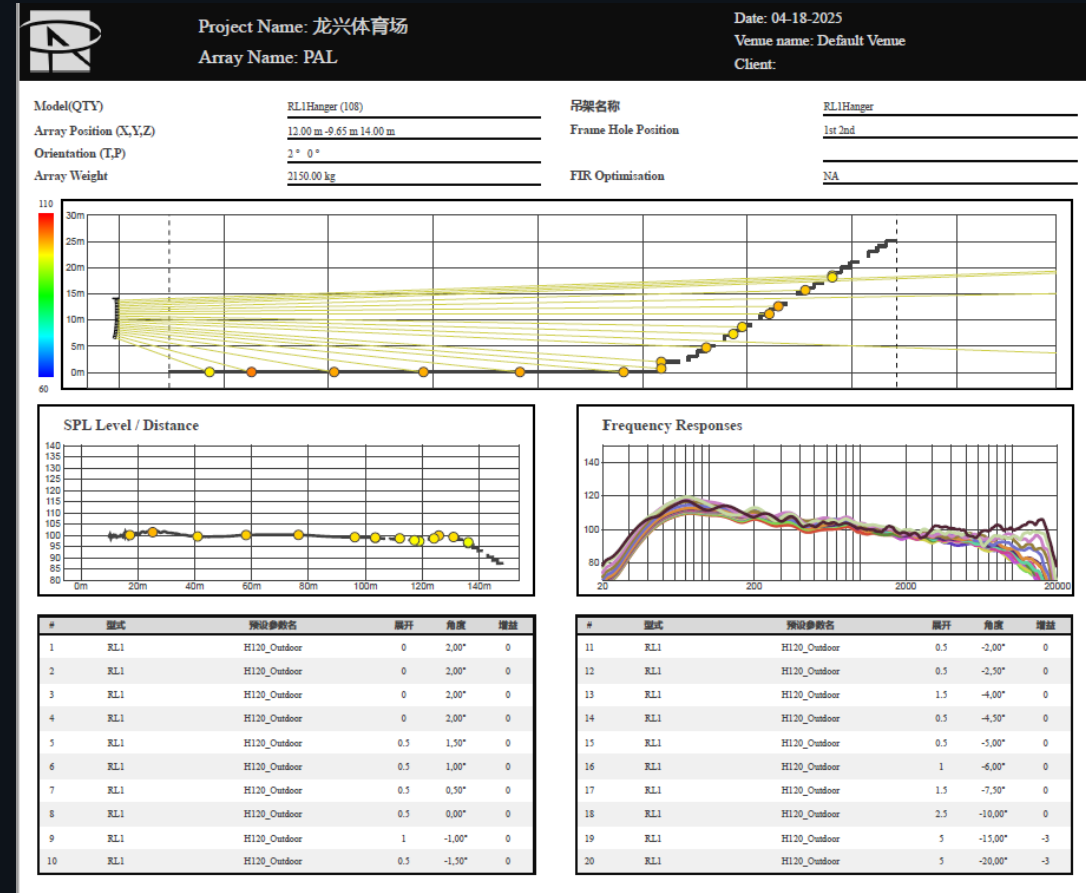 Project Name: 龙兴体育场
Array Name: PAL
Date: 04-18-2025
Venue name: Default Venue
Client:
Model(QTY) RL1Hanger (108) 吊架名称 RL1Hanger
Array Position (X,Y,Z) 12.00 m -9.65 m 14.00 m Frame Hole Position 1st 2nd
Orientation (T,P) 2 ° 0 °
Array Weight 2150.00 kg FIR Optimisation NA
110
60
30m
25m
20m
15m
10m
5m
0m
SPL Level / Distance
140
135
130
125
120
115
110
105
100
95
90
85
80
0m 20m 40m 60m 80m 100m 120m 140m
Frequency Responses
140
120
100
80
20 200 2000 20000
# 型式 预设参数名 展开 角度 增益
1 RL1 H120_Outdoor 0 2,00° 0
2 RL1 H120_Outdoor 0 2,00° 0
3 RL1 H120_Outdoor 0 2,00° 0
4 RL1 H120_Outdoor 0 2,00° 0
5 RL1 H120_Outdoor 0.5 1,50° 0
6 RL1 H120_Outdoor 0.5 1,00° 0
7 RL1 H120_Outdoor 0.5 0,50° 0
8 RL1 H120_Outdoor 0.5 0,00° 0
9 RL1 H120_Outdoor 1 -1,00° 0
10 RL1 H120_Outdoor 0.5 -1,50° 0
# 型式 预设参数名 展开 角度 增益
11 RL1 H120_Outdoor 0.5 -2,00° 0
12 RL1 H120_Outdoor 0.5 -2,50° 0
13 RL1 H120_Outdoor 1.5 -4,00° 0
14 RL1 H120_Outdoor 0.5 -4,50° 0
15 RL1 H120_Outdoor 0.5 -5,00° 0
16 RL1 H120_Outdoor 1 -6,00° 0
17 RL1 H120_Outdoor 1.5 -7,50° 0
18 RL1 H120_Outdoor 2.5 -10,00° 0
19 RL1 H120_Outdoor 5 -15,00° -3
20 RL1 H120_Outdoor 5 -20,00° -3